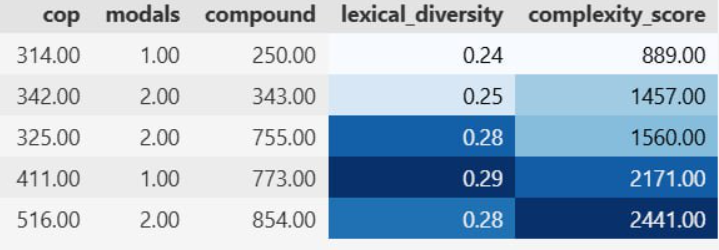 cop modals compound lexical_diversity complexity_score
314.00 1.00 250.00 0.24 889.00
342.00 2.00 343.00 0.25 1457.00
325.00 2.00 755.00 0.28 1560.00
411.00 1.00 773.00 0.29 2171.00
516.00 2.00 854.00 0.28 2441.00